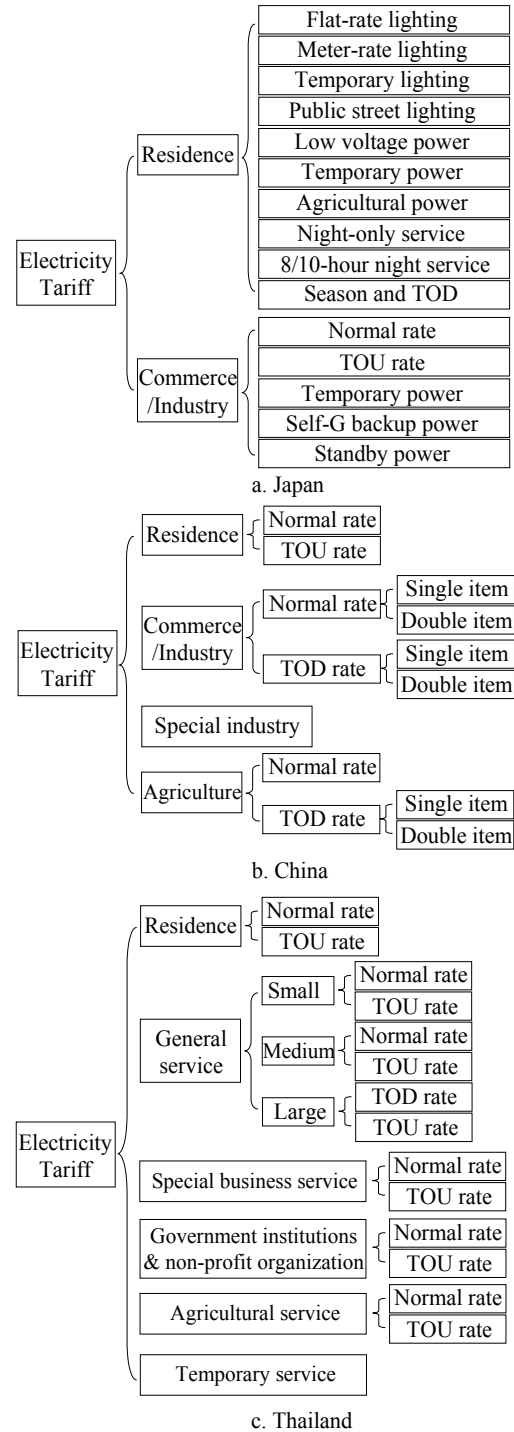 Flat-rate lighting
Meter-rate lighting
Temporary lighting
Public street lighting
Residence
Low voltage power
Temporary power
Agricultural power
Night-only service
Electricity
Tariff
8/10-hour night service
Season and TOD
Commerce
/Industry
Normal rate
TOU rate
Temporary power
Self-G backup power
Standby power
a. Japan
Electricity
Tariff
Residence
Normal rate
TOU rate
Commerce
/Industry
Normal rate
Single item
Double item
TOD rate
Single item
Double item
Special industry
Agriculture
Normal rate
TOD rate
Single item
Double item
b. China
Electricity
Tariff
Residence
Normal rate
TOU rate
General
service
Small
Normal rate
TOU rate
Medium
Normal rate
TOU rate
Large
TOD rate
TOU rate
Special business service
Normal rate
TOU rate
Government institutions
& non-profit organization
Normal rate
TOU rate
Agricultural service
Normal rate
TOU rate
Temporary service
c. Thailand